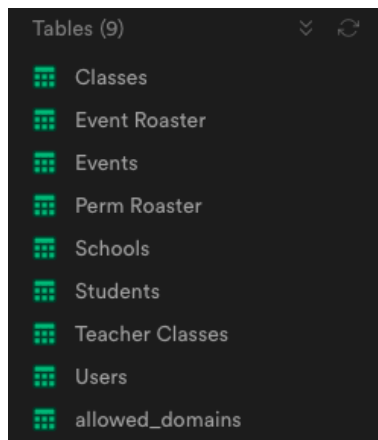 Tables (9)
Classes
Event Roaster
Events
Perm Roaster
Schools
Students
Teacher Classes
Users
allowed_domains